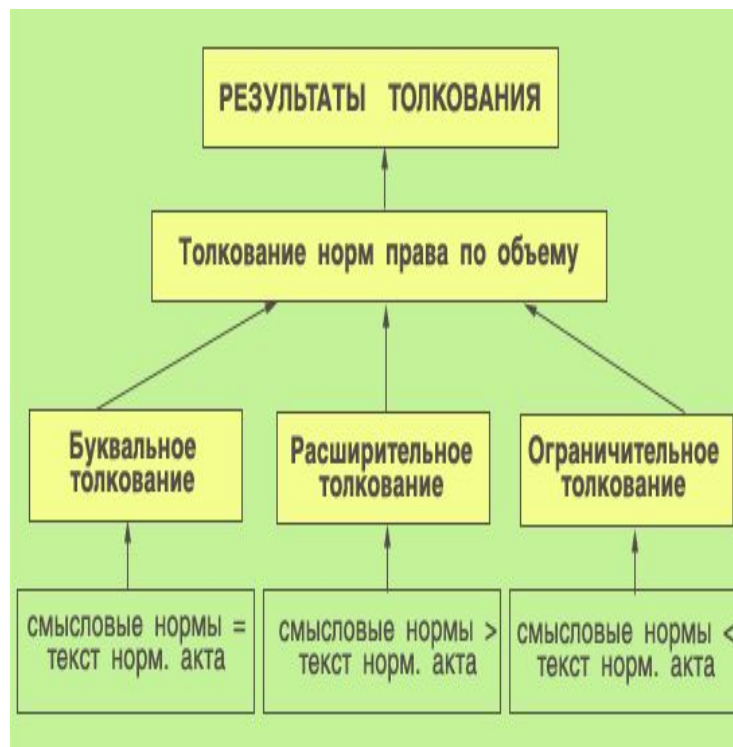 РЕЗУЛЬТАТЫ ТОЛКОВАНИЯ
Толкование норм права по объему
Буквальное
толкование
Расширительное
толкование
Ограничительное
толкование
смысловые нормы =
текст норм. акта
смысловые нормы >
текст норм. акта
смысловые нормы <
текст норм. акта